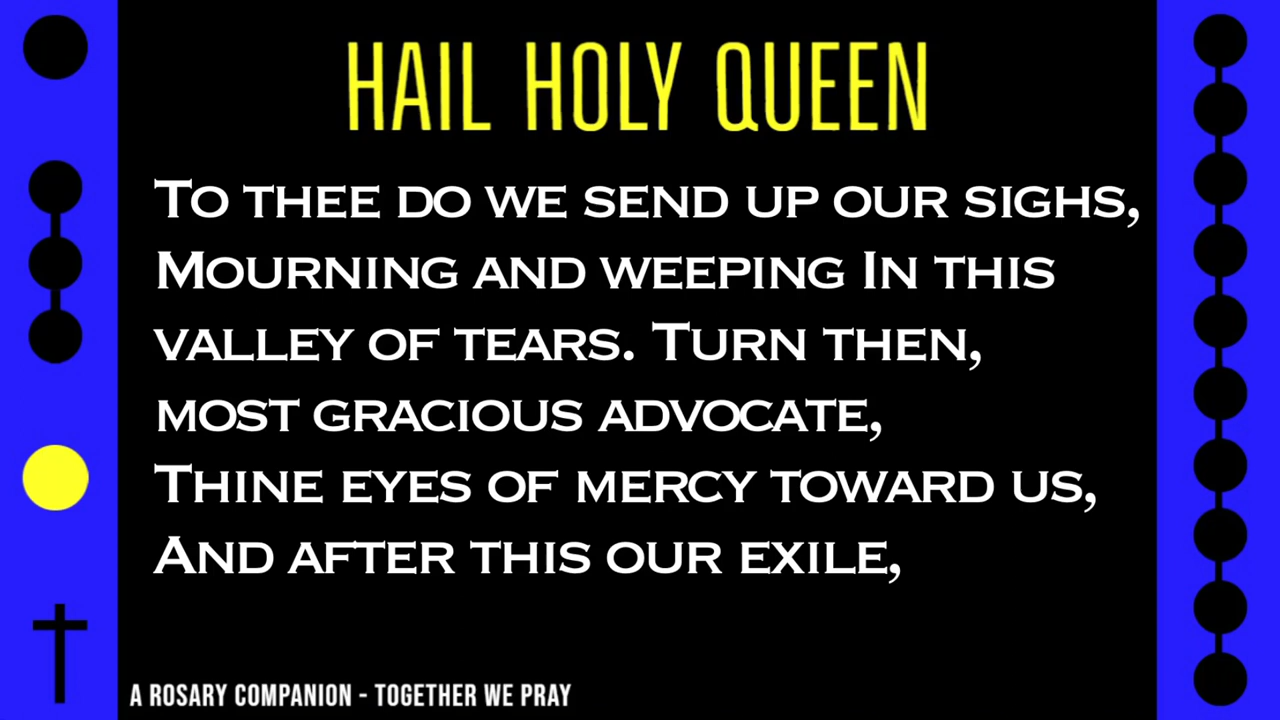 HAIL HOLY QUEEN
To thee do we send up our sighs,
Mourning and weeping In this
valley of tears. Turn then,
most gracious advocate,
Thine eyes of mercy toward us,
And after this our exile,
A ROSARY COMPANION - TOGETHER WE PRAY